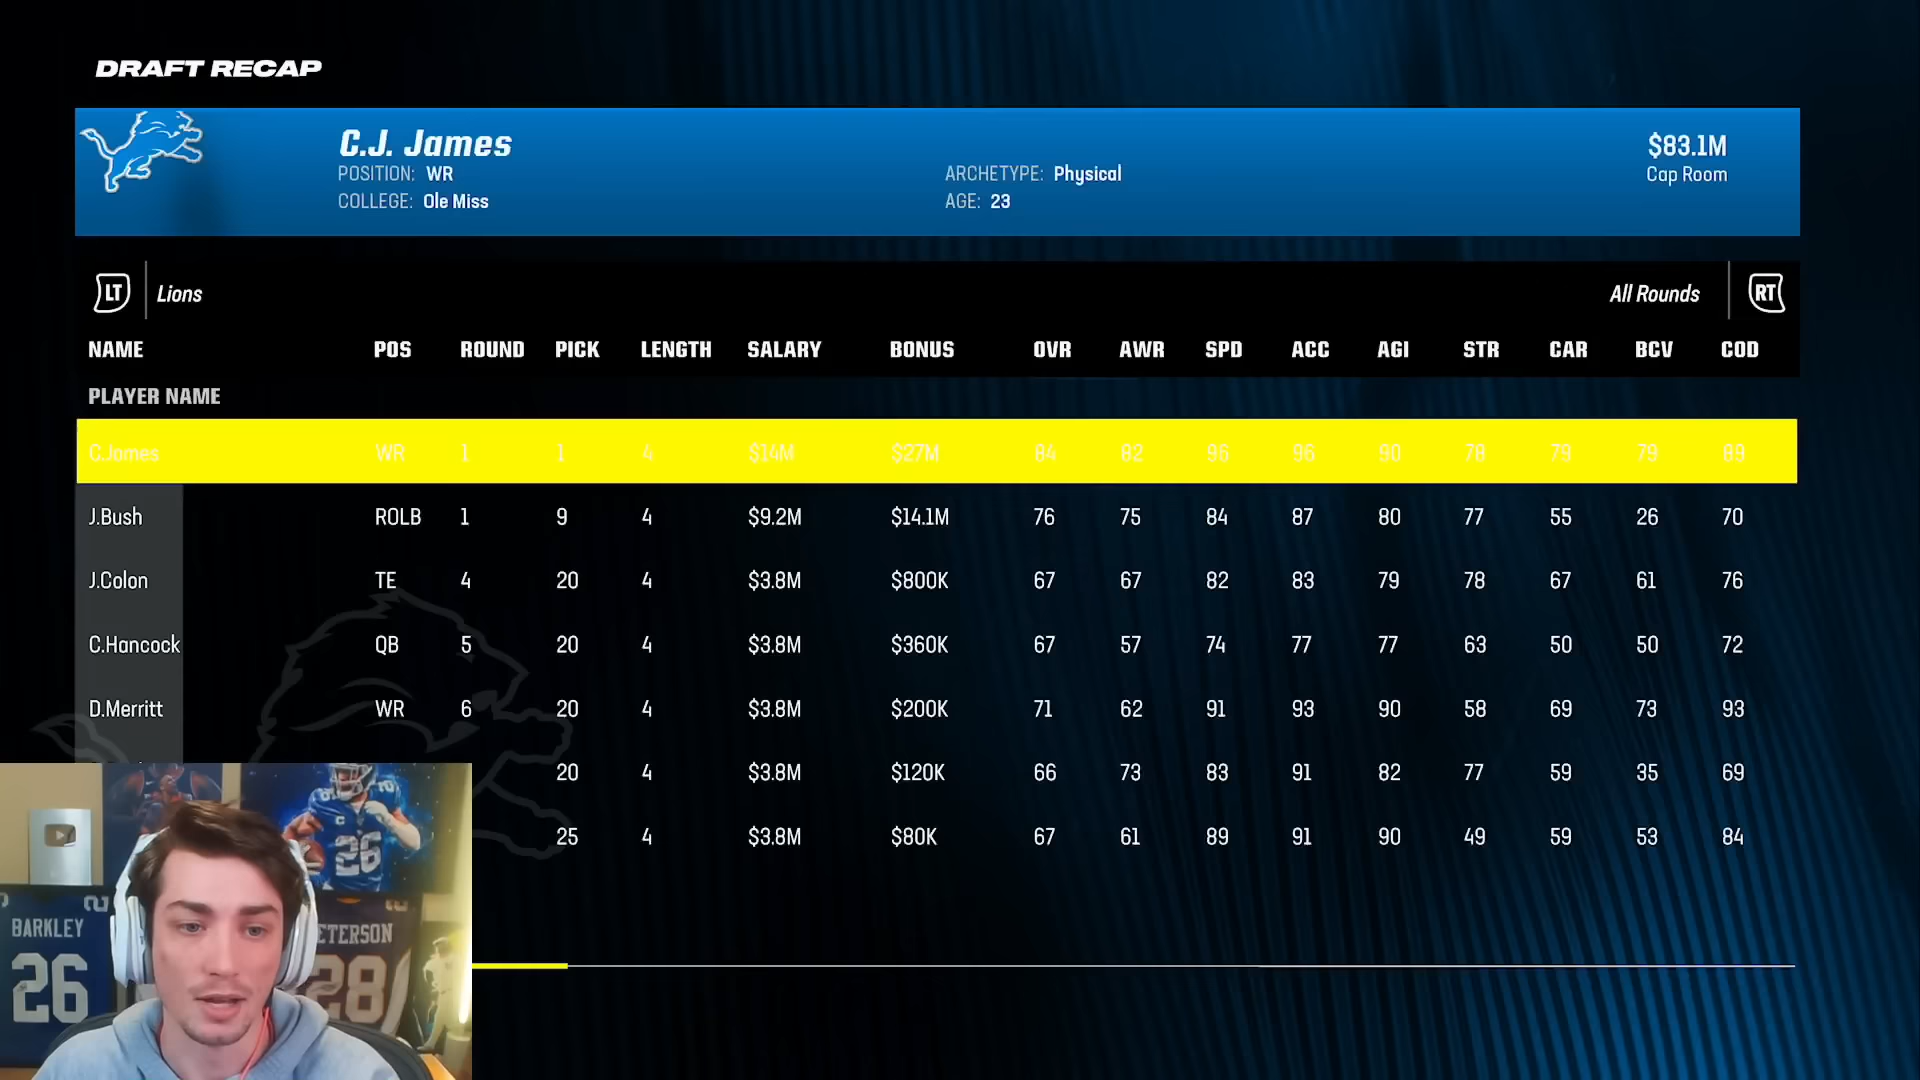 DRAFT RECAP
C.J. James
POSITION: WR
COLLEGE: Ole Miss
ARCHETYPE: Physical
AGE: 23
$83.1M
Cap Room
LT Lions All Rounds RT
NAME POS ROUND PICK LENGTH SALARY BONUS OVR AWR SPD ACC AGI STR CAR BCV COD
PLAYER NAME
C.James WR 1 1 4 $14M $27M 84 82 96 96 90 78 79 79 89
J.Bush ROLB 1 9 4 $9.2M $14.1M 76 75 84 87 80 77 55 26 70
J.Colon TE 4 20 4 $3.8M $800K 67 67 82 83 79 78 67 61 76
C.Hancock QB 5 20 4 $3.8M $360K 67 57 74 77 77 63 50 50 72
D.Merritt WR 6 20 4 $3.8M $200K 71 62 91 93 90 58 69 73 93
20 4 $3.8M $120K 66 73 83 91 82 77 59 35 69
25 4 $3.8M $80K 67 61 89 91 90 49 59 53 84
26
BARKLEY
26
ETERSON
28